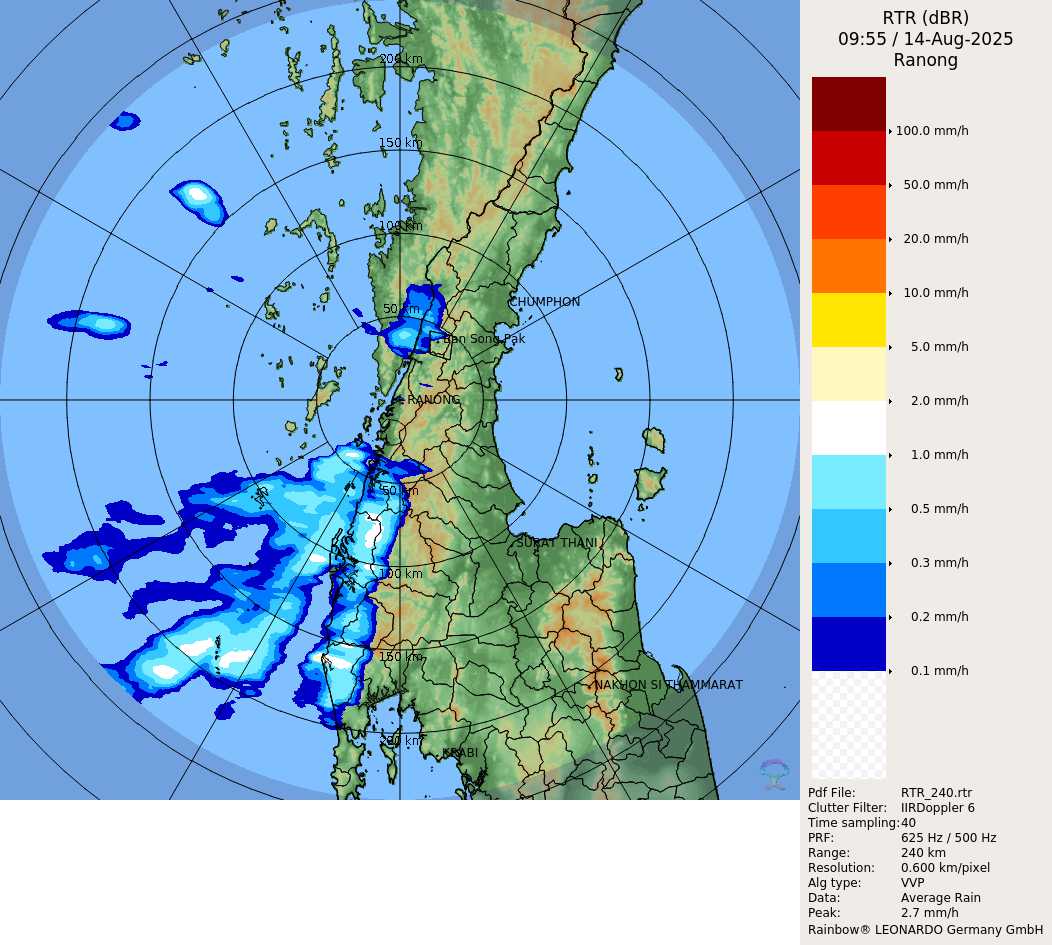 RTR (dBR)
09:55 / 14-Aug-2025
Ranong
200 km
150 km
100 km
50 km
CHUMPHON
Ban Song Pak
RANONG
50 km
SURAT THANI
100 km
150 km
NAKHON SI THAMMARAT
200 km
KRABI
100.0 mm/h
50.0 mm/h
20.0 mm/h
10.0 mm/h
5.0 mm/h
2.0 mm/h
1.0 mm/h
0.5 mm/h
0.3 mm/h
0.2 mm/h
0.1 mm/h
Pdf File: RTR_240.rtr
Clutter Filter: IIRDoppler 6
Time sampling: 40
PRF: 625 Hz / 500 Hz
Range: 240 km
Resolution: 0.600 km/pixel
Alg type: VVP
Data: Average Rain
Peak: 2.7 mm/h
Rainbow® LEONARDO Germany GmbH